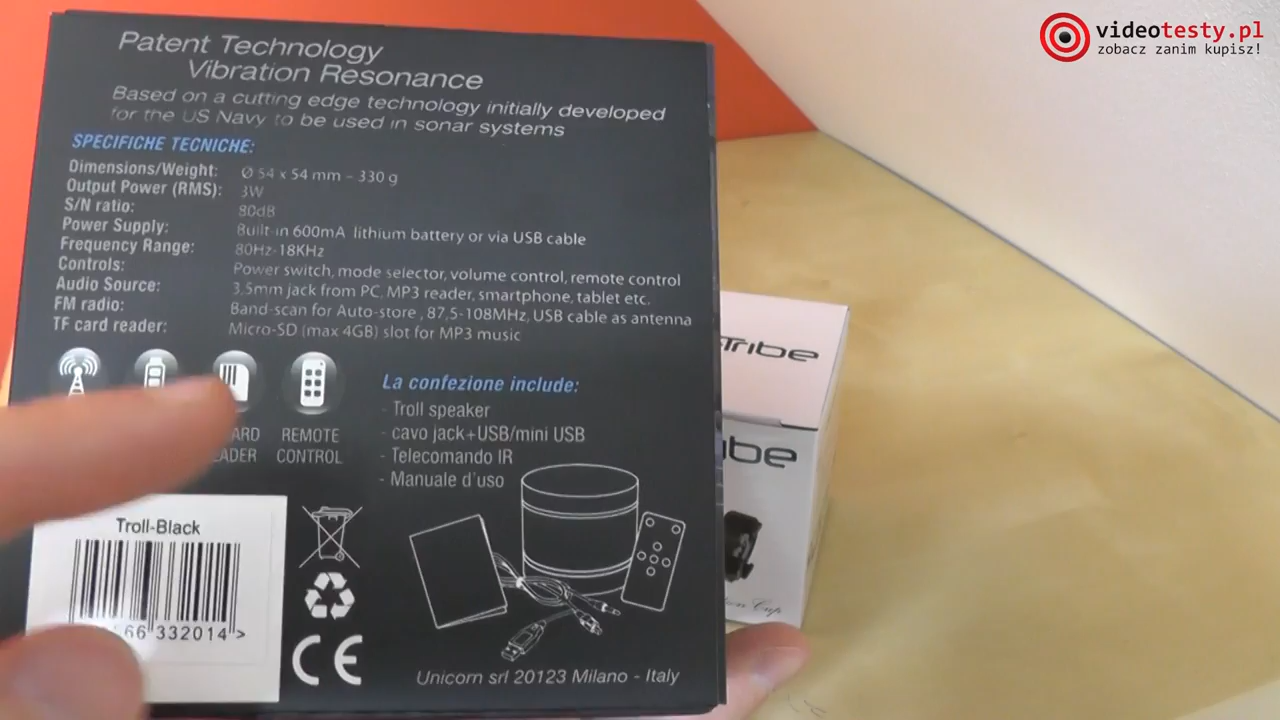 videotesty.pl
zobacz zanim kupisz!
Patent Technology
Vibration Resonance
Based on a cutting edge technology initially developed
for the US Navy to be used in sonar systems
SPECIFICHE TECNICHE:
Dimensions/Weight: Ø 54 x 54 mm - 330 g
Output Power (RMS): 3W
S/N ratio: 80dB
Power Supply: Built-in 600mA lithium battery or via USB cable
Frequency Range: 80Hz-18KHz
Controls: Power switch, mode selector, volume control, remote control
Audio Source: 3,5mm jack from PC, MP3 reader, smartphone, tablet etc.
FM radio: Band-scan for Auto-store, 87,5-108MHz, USB cable as antenna
TF card reader: Micro-SD (max 4GB) slot for MP3 music
REMOTE
CONTROL
La confezione include:
- Troll speaker
- cavo jack+USB/mini USB
- Telecomando IR
- Manuale d'uso
Troll-Black
66 332014 >
CE
Unicorn srl 20123 Milano - Italy
Tribe
ibe
Cup